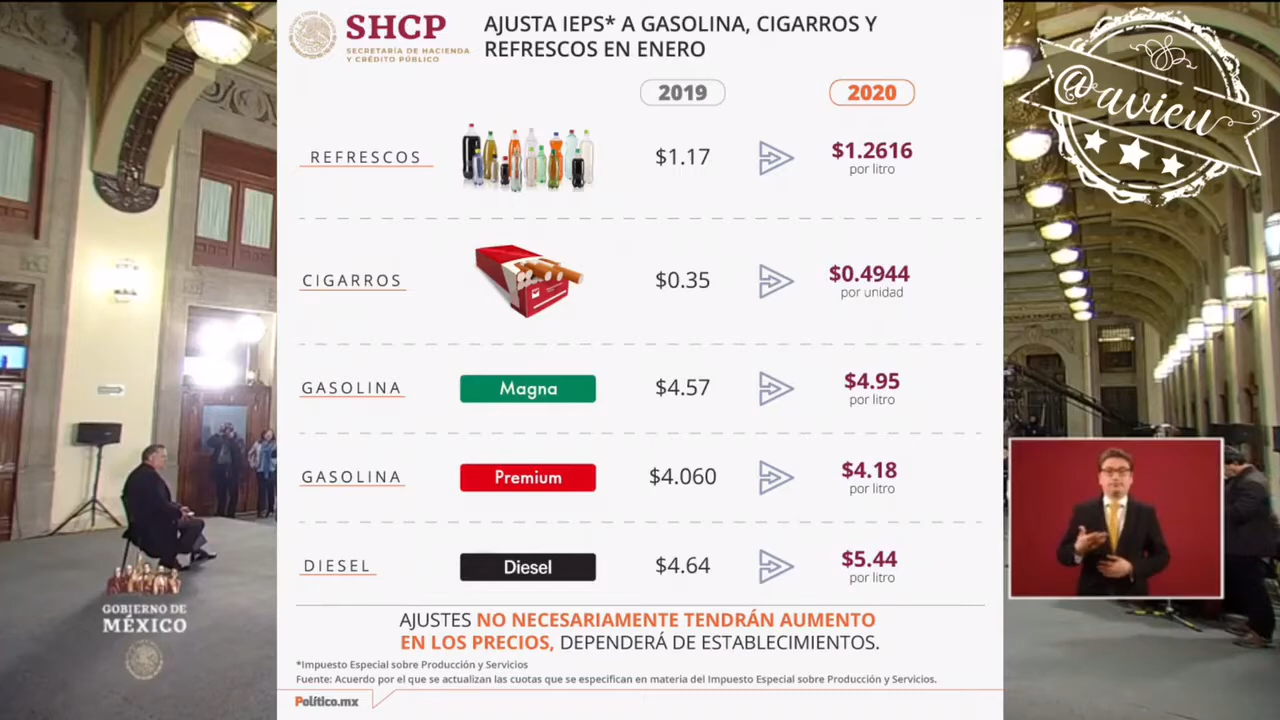 SHCP
SECRETARÍA DE HACIENDA
Y CRÉDITO PÚBLICO
AJUSTA IEPS* A GASOLINA, CIGARROS Y
REFRESCOS EN ENERO
2019
2020
REFRESCOS
$1.17
$1.2616
por litro
CIGARROS
$0.35
$0.4944
por unidad
GASOLINA
Magna
$4.57
$4.95
por litro
GASOLINA
Premium
$4.060
$4.18
por litro
DIESEL
Diesel
$4.64
$5.44
por litro
AJUSTES NO NECESARIAMENTE TENDRÁN AUMENTO
EN LOS PRECIOS, DEPENDERÁ DE ESTABLECIMIENTOS.
*Impuesto Especial sobre Producción y Servicios
Fuente: Acuerdo por el que se actualizan las cuotas que se especifican en materia del Impuesto Especial sobre Producción y Servicios.
Político.mx
GOBIERNO DE
MÉXICO
@avicu